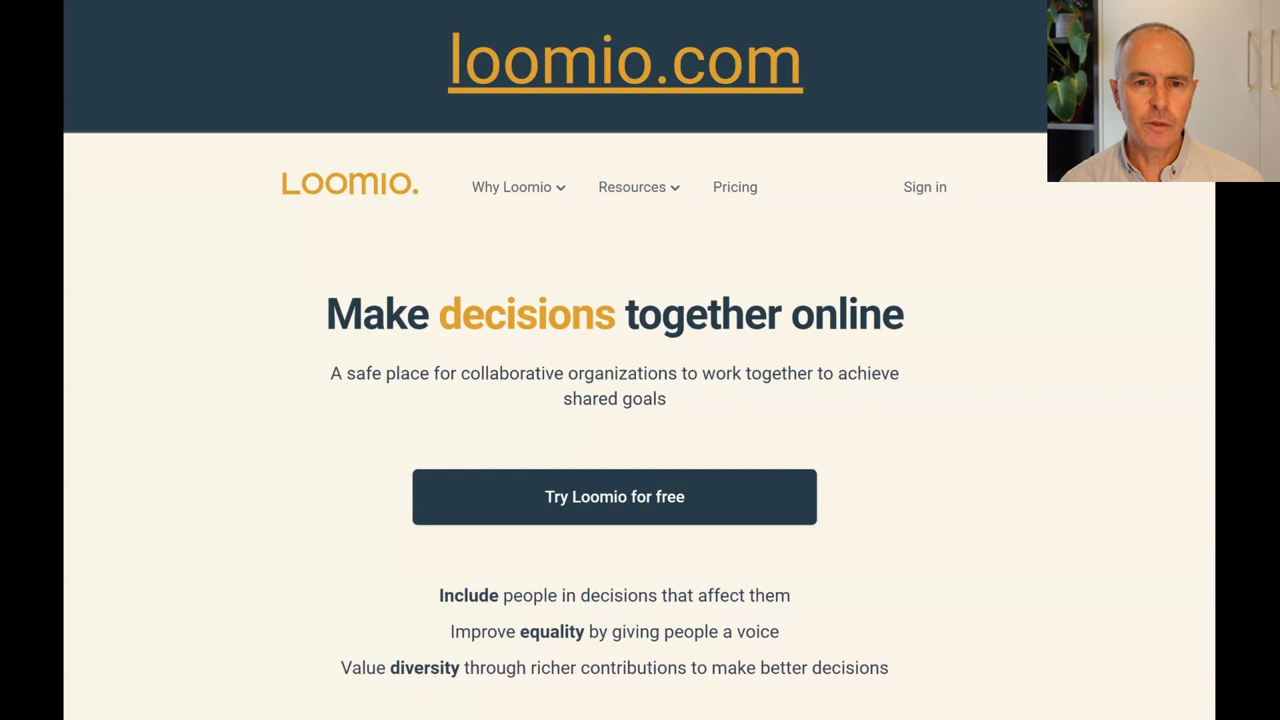 loomio.com
LOOMIO.
Why Loomio
Resources
Pricing
Sign in
Make decisions together online
A safe place for collaborative organizations to work together to achieve
shared goals
Try Loomio for free
Include people in decisions that affect them
Improve equality by giving people a voice
Value diversity through richer contributions to make better decisions